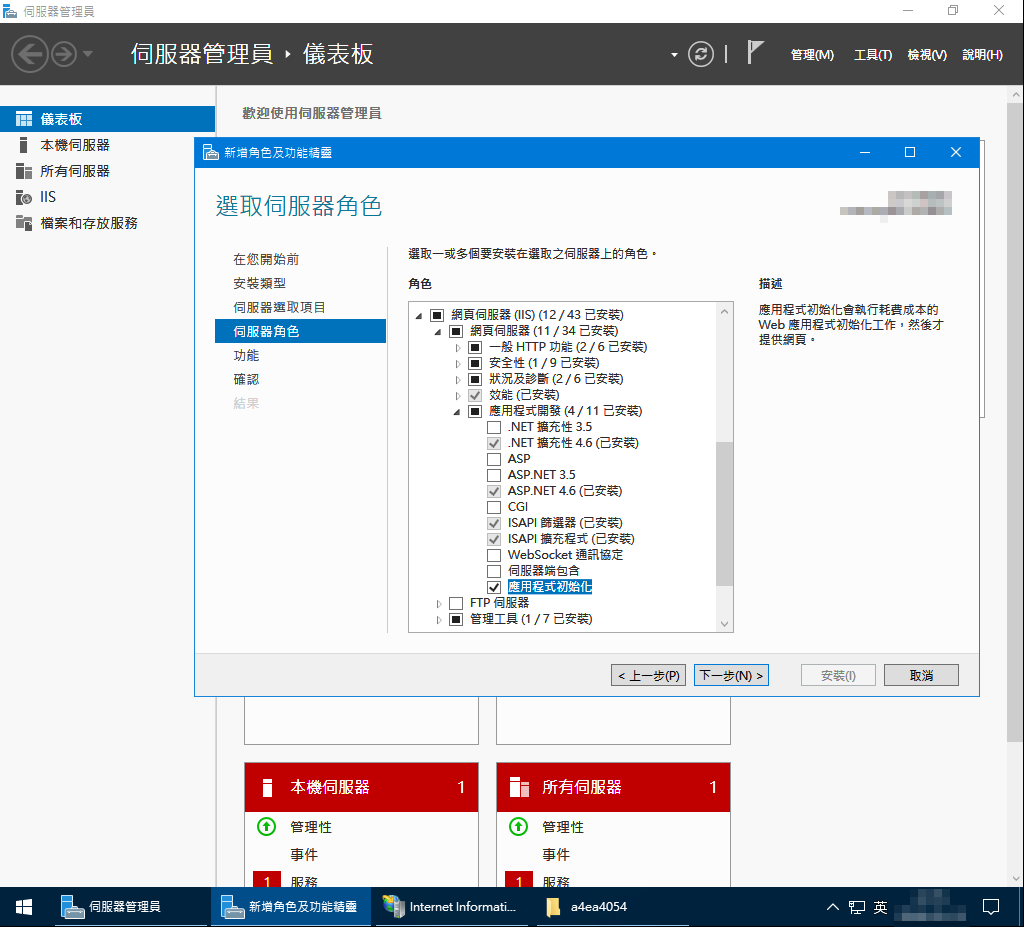 伺服器管理員
伺服器管理員 ‣ 儀表板
管理(M) 工具(T) 檢視(V) 說明(H)
儀表板
本機伺服器
所有伺服器
IIS
檔案和存放服務
歡迎使用伺服器管理員
新增角色及功能精靈
選取伺服器角色
在您開始前
安裝類型
伺服器選取項目
伺服器角色
功能
確認
結果
選取一或多個要安裝在選取之伺服器上的角色。
角色
網頁伺服器 (IIS) (12 / 43 已安裝)
網頁伺服器 (11 / 34 已安裝)
一般 HTTP 功能 (2 / 6 已安裝)
安全性 (1 / 9 已安裝)
狀況及診斷 (2 / 6 已安裝)
效能 (已安裝)
應用程式開發 (4 / 11 已安裝)
.NET 擴充性 3.5
.NET 擴充性 4.6 (已安裝)
ASP
ASP.NET 3.5
ASP.NET 4.6 (已安裝)
CGI
ISAPI 篩選器 (已安裝)
ISAPI 擴充程式 (已安裝)
WebSocket 通訊協定
伺服器端包含
應用程式初始化
FTP 伺服器
管理工具 (1 / 7 已安裝)
描述
應用程式初始化會執行耗費成本的
Web 應用程式初始化工作，然後才
提供網頁。
< 上一步(P) 下一步(N) > 安裝(I) 取消
本機伺服器 1
管理性
事件
1 服務
所有伺服器 1
管理性
事件
1 服務
伺服器管理員 新增角色及功能精靈 Internet Informati... a4ea4054 英